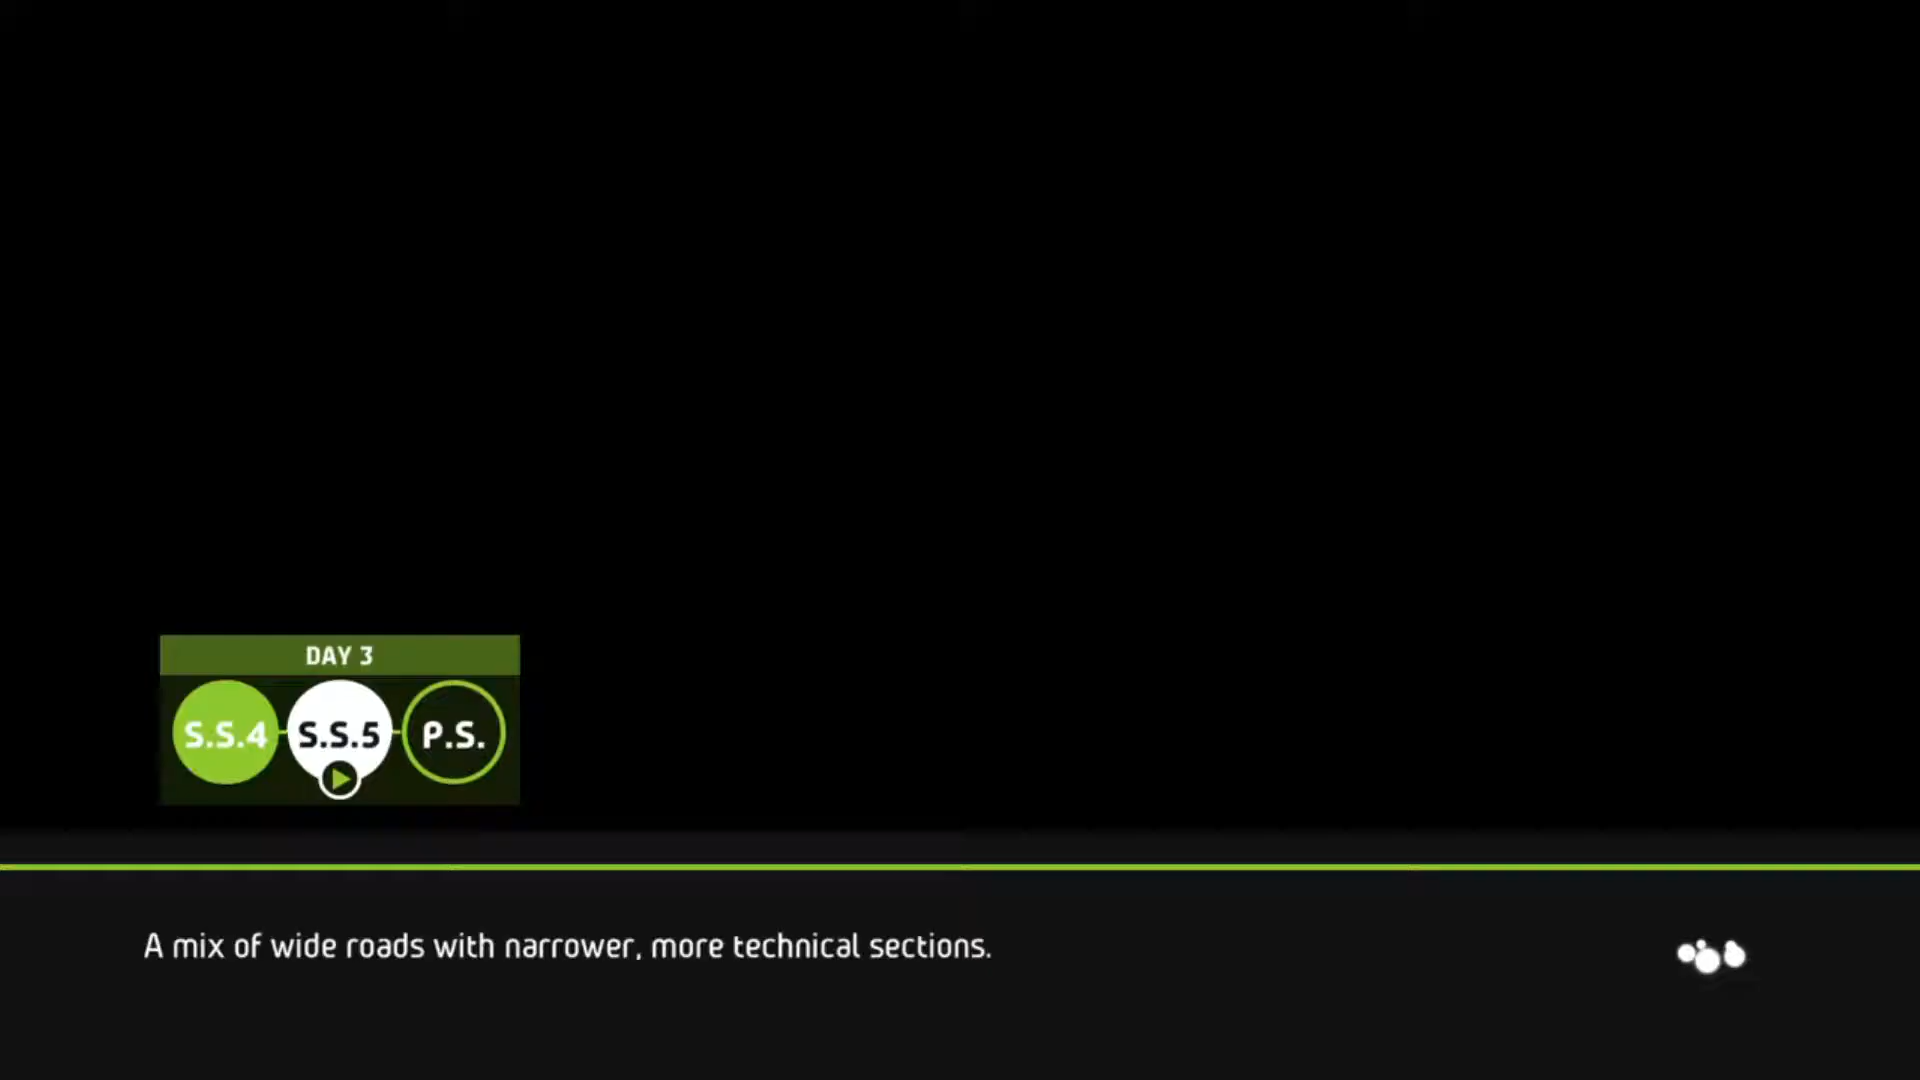 DAY 3
S.S.4 S.S.5 P.S.
A mix of wide roads with narrower, more technical sections.